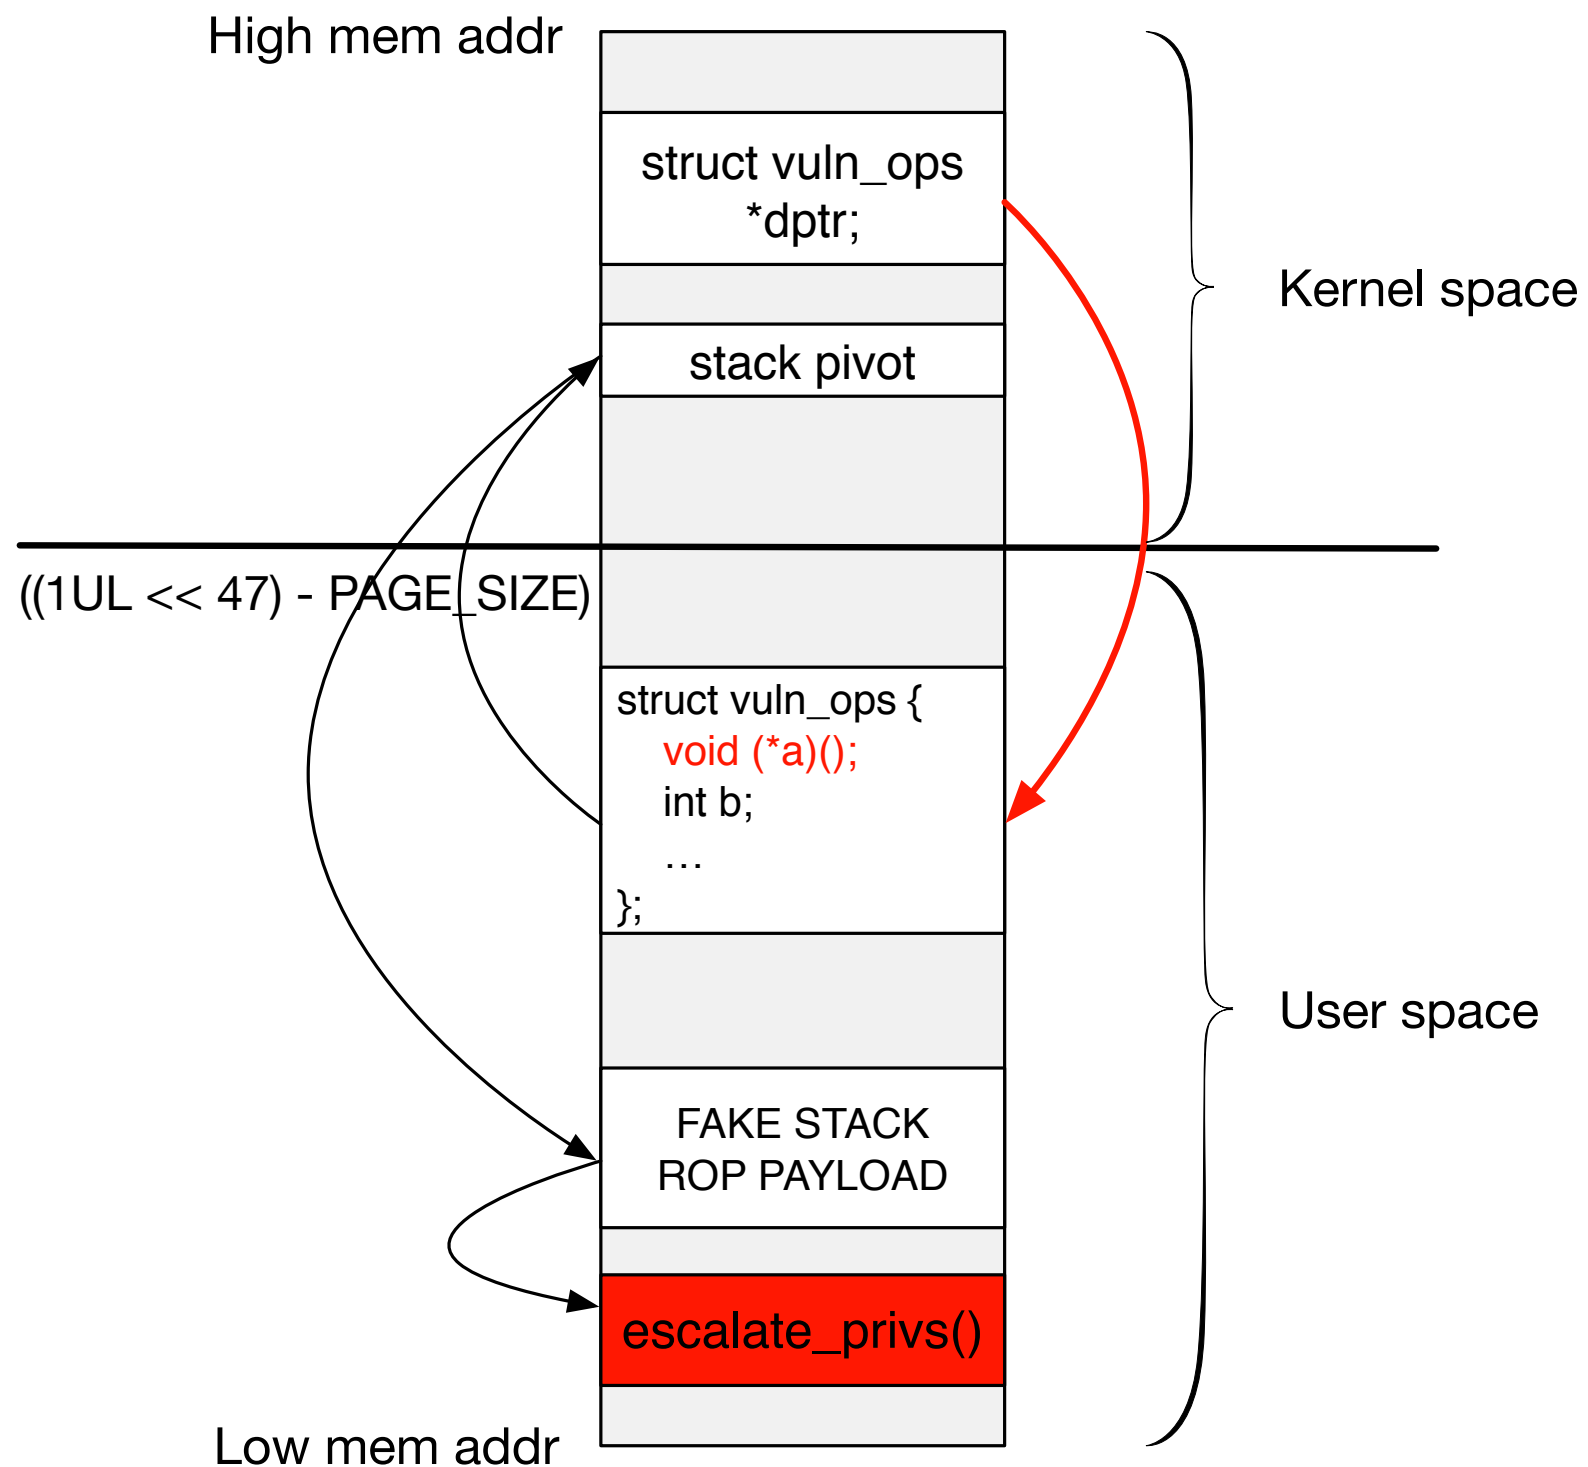 High mem addr
struct vuln_ops
*dptr;
Kernel space
stack pivot
((1UL << 47) - PAGE_SIZE)
struct vuln_ops {
void (*a)();
int b;
…
};
User space
FAKE STACK
ROP PAYLOAD
escalate_privs()
Low mem addr